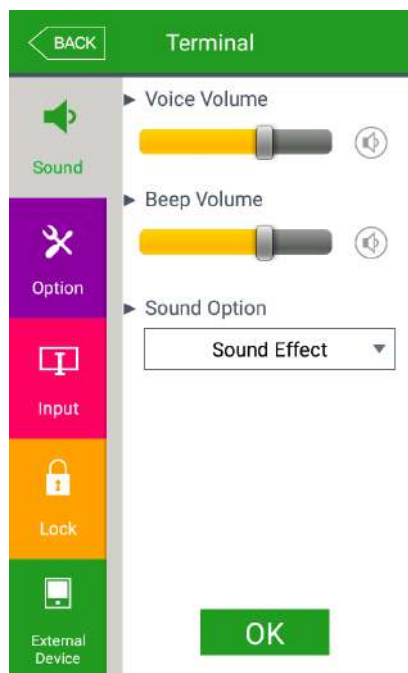 BACK
Terminal
Sound
Option
Input
Lock
External
Device
Voice Volume
Beep Volume
Sound Option
Sound Effect
OK